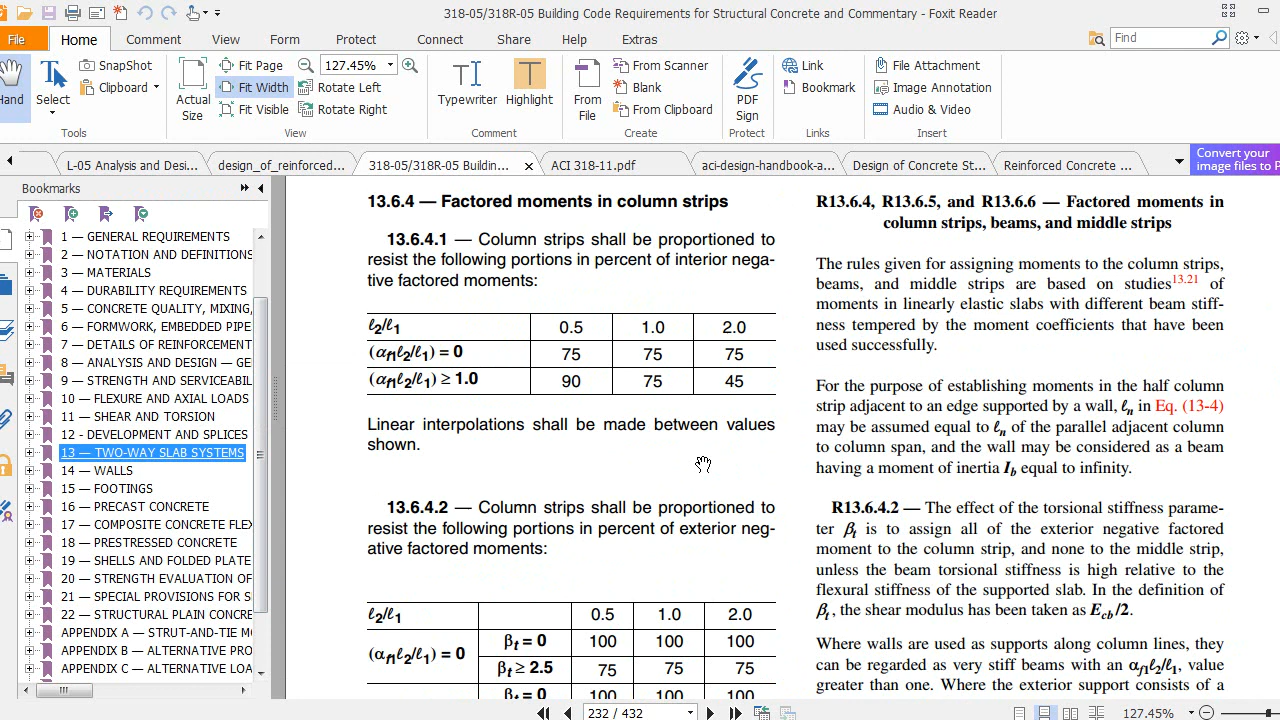 318-05/318R-05 Building Code Requirements for Structural Concrete and Commentary - Foxit Reader
File Home Comment View Form Protect Connect Share Help Extras Find
Hand
Select
SnapShot
Clipboard
Tools
Actual Size
Fit Page
Fit Width
Fit Visible
127.45%
Rotate Left
Rotate Right
View
Typewriter
Highlight
Comment
From File
From Scanner
Blank
From Clipboard
Create
PDF Sign
Protect
Link
Bookmark
Links
File Attachment
Image Annotation
Audio & Video
Insert
L-05 Analysis and Desi... design_of_reinforced... 318-05/318R-05 Buildin... ACI 318-11.pdf aci-design-handbook-a... Design of Concrete St... Reinforced Concrete ...
Convert your
image files to P
Bookmarks
1 — GENERAL REQUIREMENTS
2 — NOTATION AND DEFINITIONS
3 — MATERIALS
4 — DURABILITY REQUIREMENTS
5 — CONCRETE QUALITY, MIXING,
6 — FORMWORK, EMBEDDED PIPE
7 — DETAILS OF REINFORCEMENT
8 — ANALYSIS AND DESIGN — GE
9 — STRENGTH AND SERVICEABIL
10 — FLEXURE AND AXIAL LOADS
11 — SHEAR AND TORSION
12 - DEVELOPMENT AND SPLICES
13 — TWO-WAY SLAB SYSTEMS
14 — WALLS
15 — FOOTINGS
16 — PRECAST CONCRETE
17 — COMPOSITE CONCRETE FLEX
18 — PRESTRESSED CONCRETE
19 — SHELLS AND FOLDED PLATE
20 — STRENGTH EVALUATION OF
21 — SPECIAL PROVISIONS FOR S
22 — STRUCTURAL PLAIN CONCRE
APPENDIX A — STRUT-AND-TIE MO
APPENDIX B — ALTERNATIVE PRO
APPENDIX C — ALTERNATIVE LOA
13.6.4 — Factored moments in column strips
13.6.4.1 — Column strips shall be proportioned to
resist the following portions in percent of interior nega-
tive factored moments:
ℓ2/ℓ1 0.5 1.0 2.0
(αf1ℓ2/ℓ1) = 0 75 75 75
(αf1ℓ2/ℓ1) ≥ 1.0 90 75 45
Linear interpolations shall be made between values
shown.
13.6.4.2 — Column strips shall be proportioned to
resist the following portions in percent of exterior neg-
ative factored moments:
ℓ2/ℓ1 0.5 1.0 2.0
(αf1ℓ2/ℓ1) = 0 βt = 0 100 100 100
βt ≥ 2.5 75 75 75
βt = 0 100 100 100
R13.6.4, R13.6.5, and R13.6.6 — Factored moments in
column strips, beams, and middle strips
The rules given for assigning moments to the column strips,
beams, and middle strips are based on studies13.21 of
moments in linearly elastic slabs with different beam stiff-
ness tempered by the moment coefficients that have been
used successfully.
For the purpose of establishing moments in the half column
strip adjacent to an edge supported by a wall, ℓn in Eq. (13-4)
may be assumed equal to ℓn of the parallel adjacent column
to column span, and the wall may be considered as a beam
having a moment of inertia Ib equal to infinity.
R13.6.4.2 — The effect of the torsional stiffness parame-
ter βt is to assign all of the exterior negative factored
moment to the column strip, and none to the middle strip,
unless the beam torsional stiffness is high relative to the
flexural stiffness of the supported slab. In the definition of
βt, the shear modulus has been taken as Ecb/2.
Where walls are used as supports along column lines, they
can be regarded as very stiff beams with an αf1ℓ2/ℓ1, value
greater than one. Where the exterior support consists of a
232 / 432
127.45%